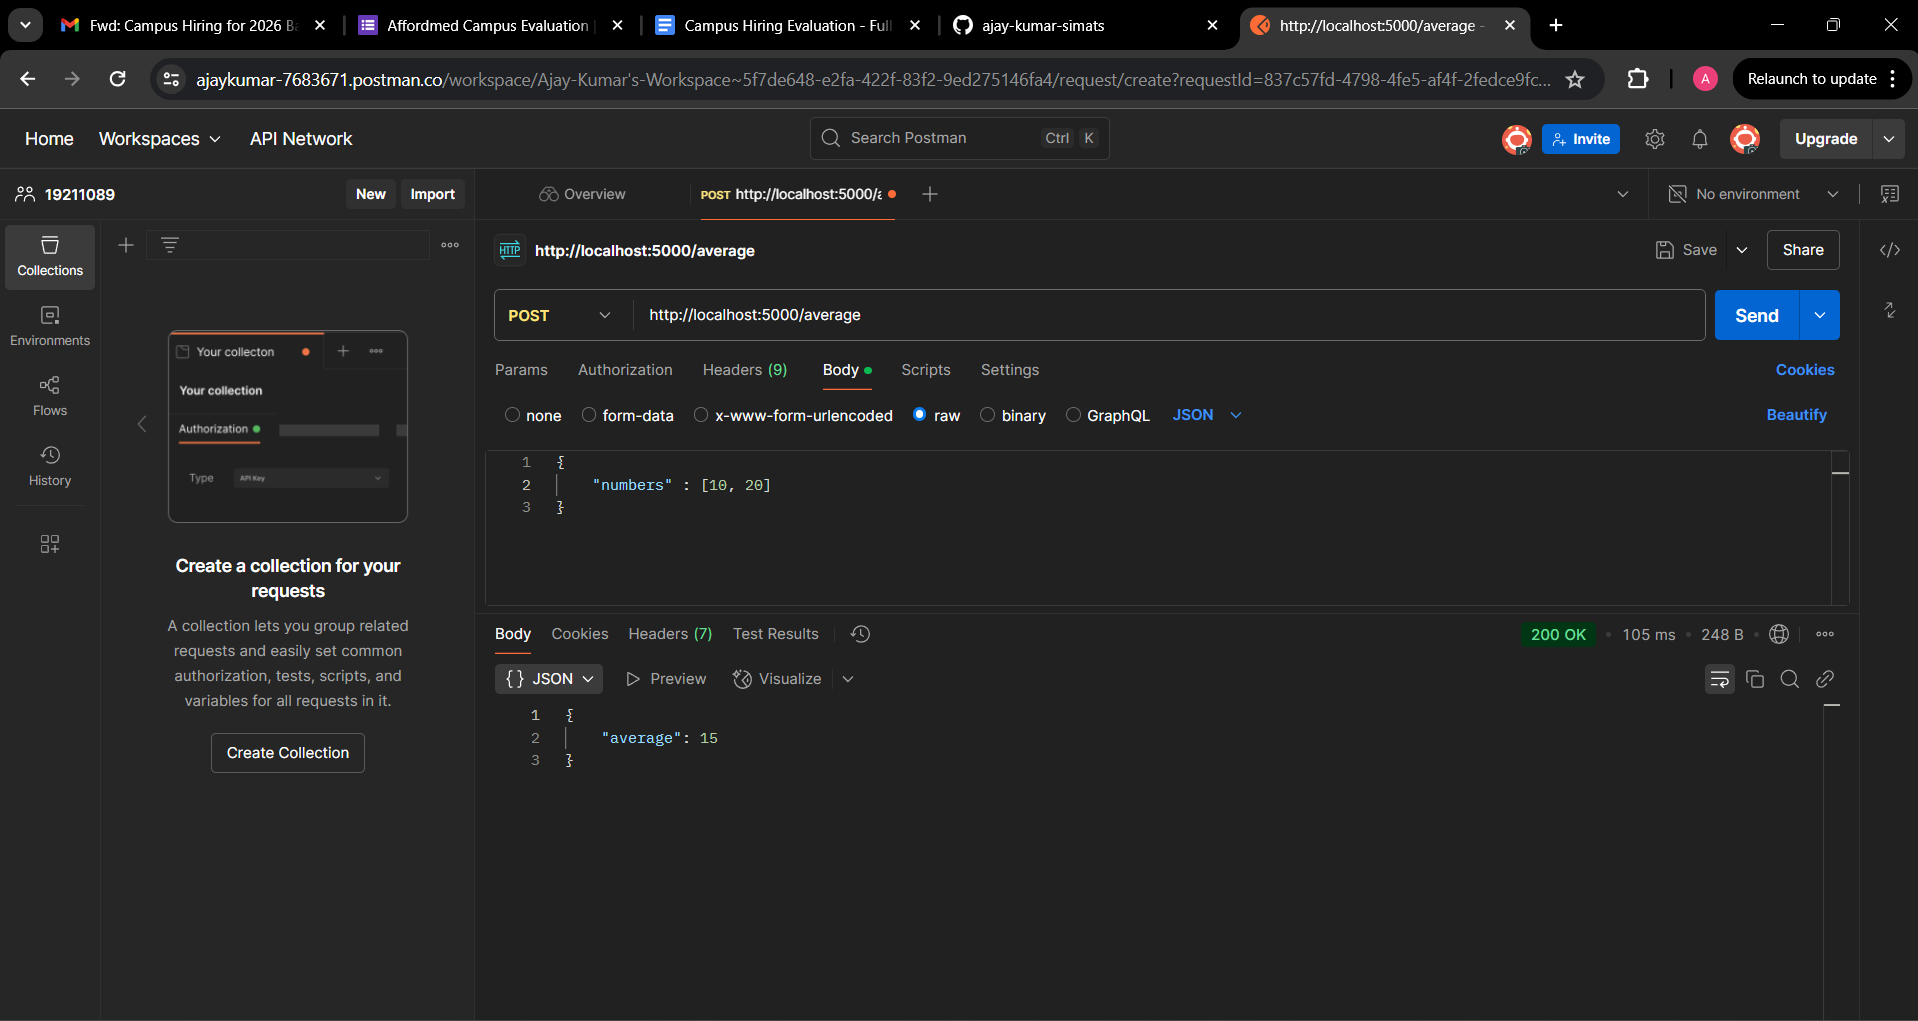 Fwd: Campus Hiring for 2026 Ba
Affordmed Campus Evaluation
Campus Hiring Evaluation - Full
ajay-kumar-simats
http://localhost:5000/average -
ajaykumar-7683671.postman.co/workspace/Ajay-Kumar's-Workspace~5f7de648-e2fa-422f-83f2-9ed275146fa4/request/create?requestId=837c57fd-4798-4fe5-af4f-2fedce9fc...
A
Relaunch to update
Home
Workspaces
API Network
Search Postman
Ctrl K
Invite
Upgrade
19211089
New
Import
Overview
POST http://localhost:5000/a
No environment
Collections
Environments
Flows
History
Your collecton
Your collection
Authorization
Type
API Key
Create a collection for your
requests
A collection lets you group related
requests and easily set common
authorization, tests, scripts, and
variables for all requests in it.
Create Collection
HTTP
http://localhost:5000/average
Save
Share
POST
http://localhost:5000/average
Send
Params
Authorization
Headers (9)
Body
Scripts
Settings
Cookies
none
form-data
x-www-form-urlencoded
raw
binary
GraphQL
JSON
Beautify
1 {
2 "numbers" : [10, 20]
3 }
Body
Cookies
Headers (7)
Test Results
200 OK
105 ms
248 B
{} JSON
Preview
Visualize
1 {
2 "average": 15
3 }